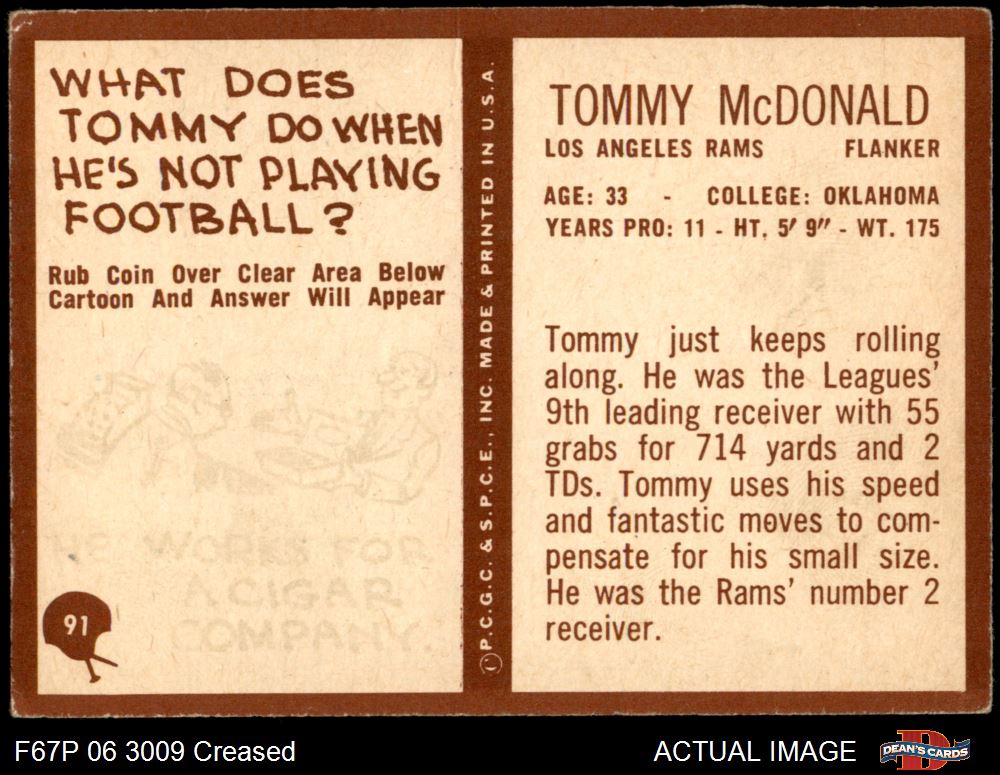 WHAT DOES
TOMMY DO WHEN
HE'S NOT PLAYING
FOOTBALL?
Rub Coin Over Clear Area Below
Cartoon And Answer Will Appear
HE WORKS FOR
A CIGAR
COMPANY.
91
© P.C.G.C. & S.P.C.E., INC. MADE & PRINTED IN U.S.A.
TOMMY McDONALD
LOS ANGELES RAMS FLANKER
AGE: 33 - COLLEGE: OKLAHOMA
YEARS PRO: 11 - HT. 5' 9" - WT. 175
Tommy just keeps rolling
along. He was the Leagues'
9th leading receiver with 55
grabs for 714 yards and 2
TDs. Tommy uses his speed
and fantastic moves to com-
pensate for his small size.
He was the Rams' number 2
receiver.
F67P 06 3009 Creased
ACTUAL IMAGE
DEAN'S CARDS